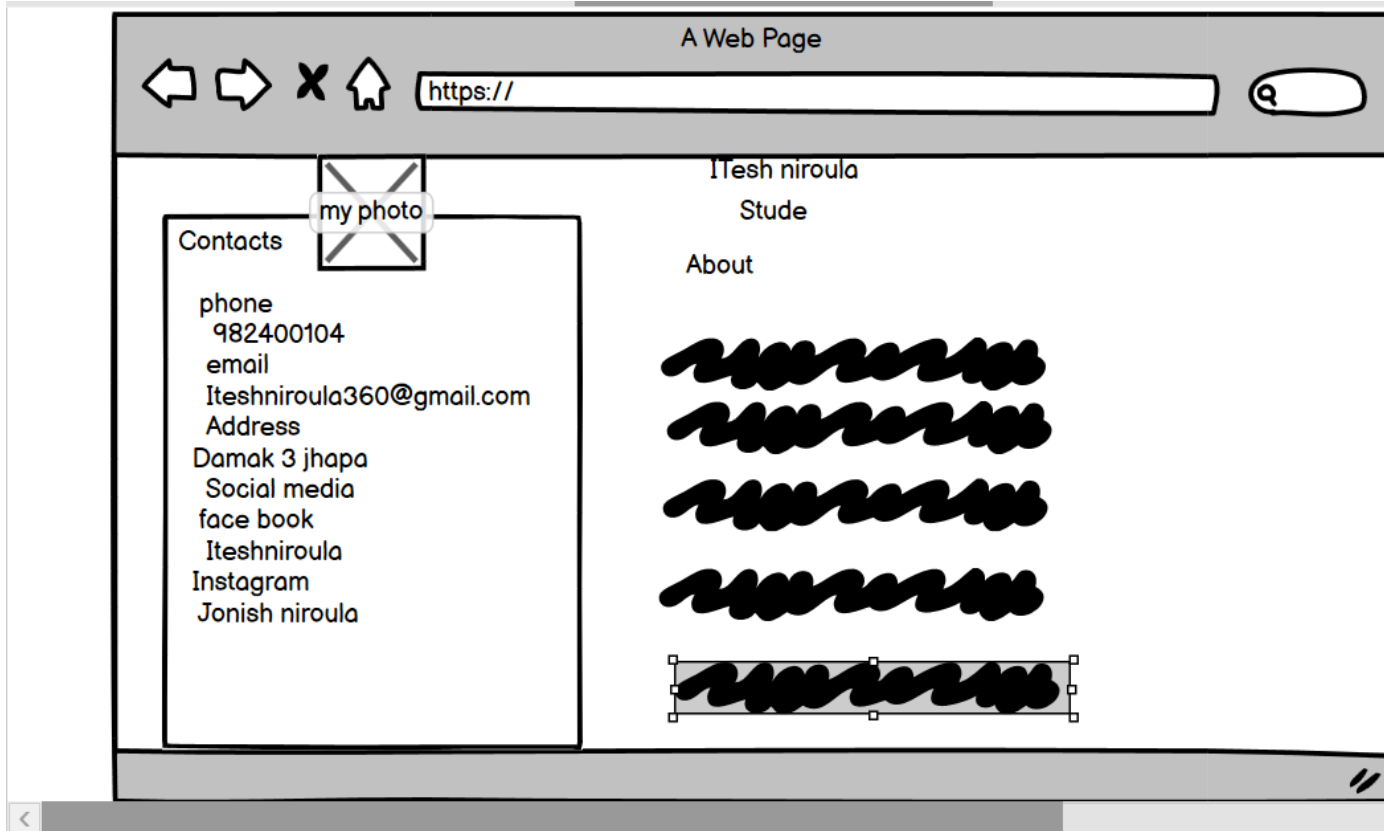 A Web Page
https://
ITesh niroula
my photo
Stude
Contacts
About
phone
982400104
email
Iteshniroula360@gmail.com
Address
Damak 3 jhapa
Social media
face book
Iteshniroula
Instagram
Jonish niroula